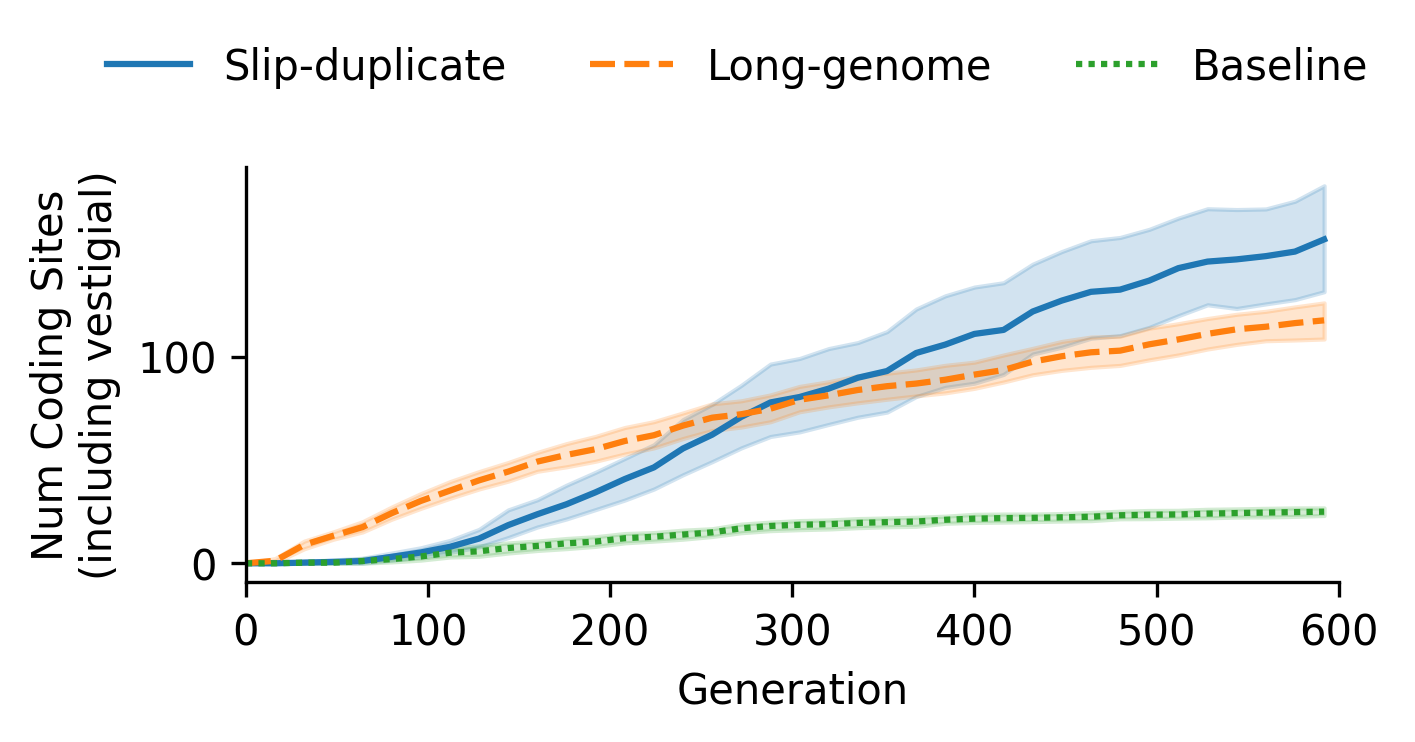 Slip-duplicate Long-genome Baseline
Num Coding Sites
(including vestigial)
100
0
0 100 200 300 400 500 600
Generation